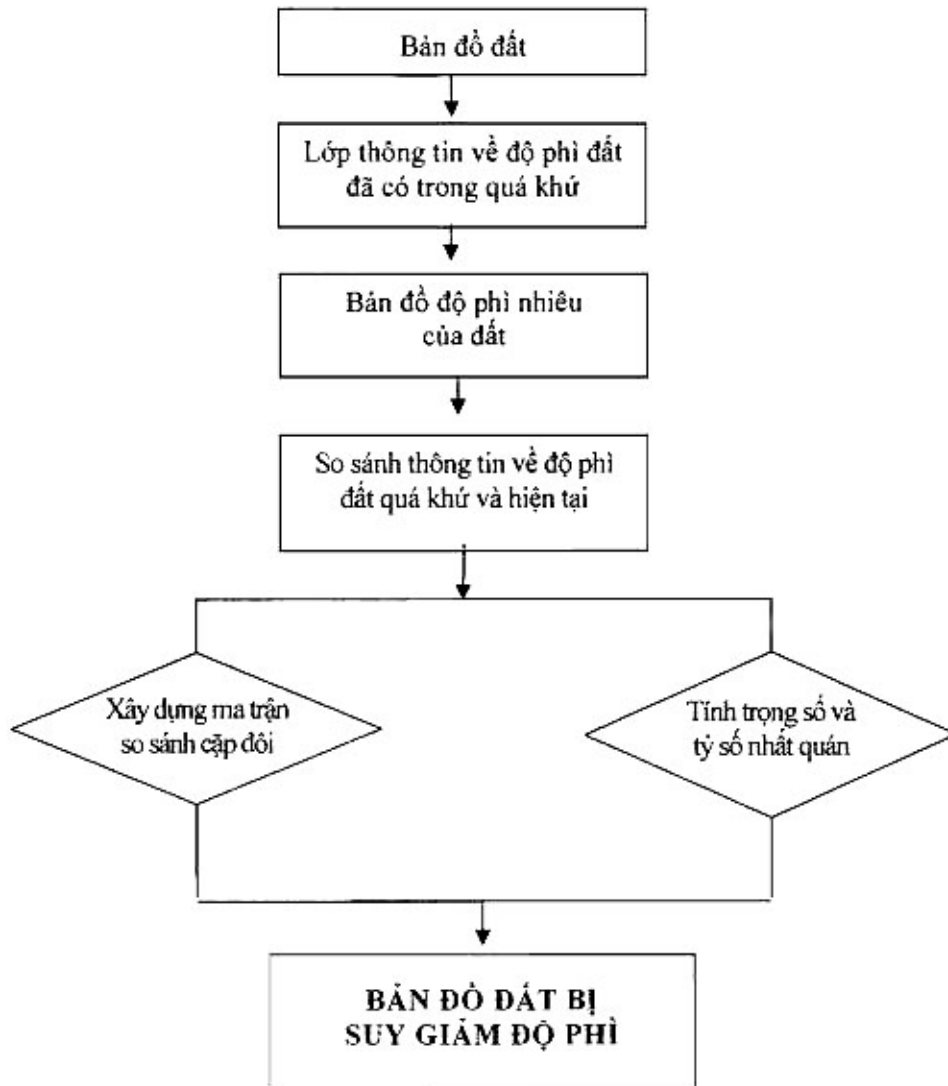 Bản đồ đất
Lớp thông tin về độ phì đất
đã có trong quá khứ
Bản đồ độ phì nhiêu
của đất
So sánh thông tin về độ phì
đất quá khứ và hiện tại
Xây dựng ma trận
so sánh cặp đôi
Tính trọng số và
tỷ số nhất quán
BẢN ĐỒ ĐẤT BỊ
SUY GIẢM ĐỘ PHÌ